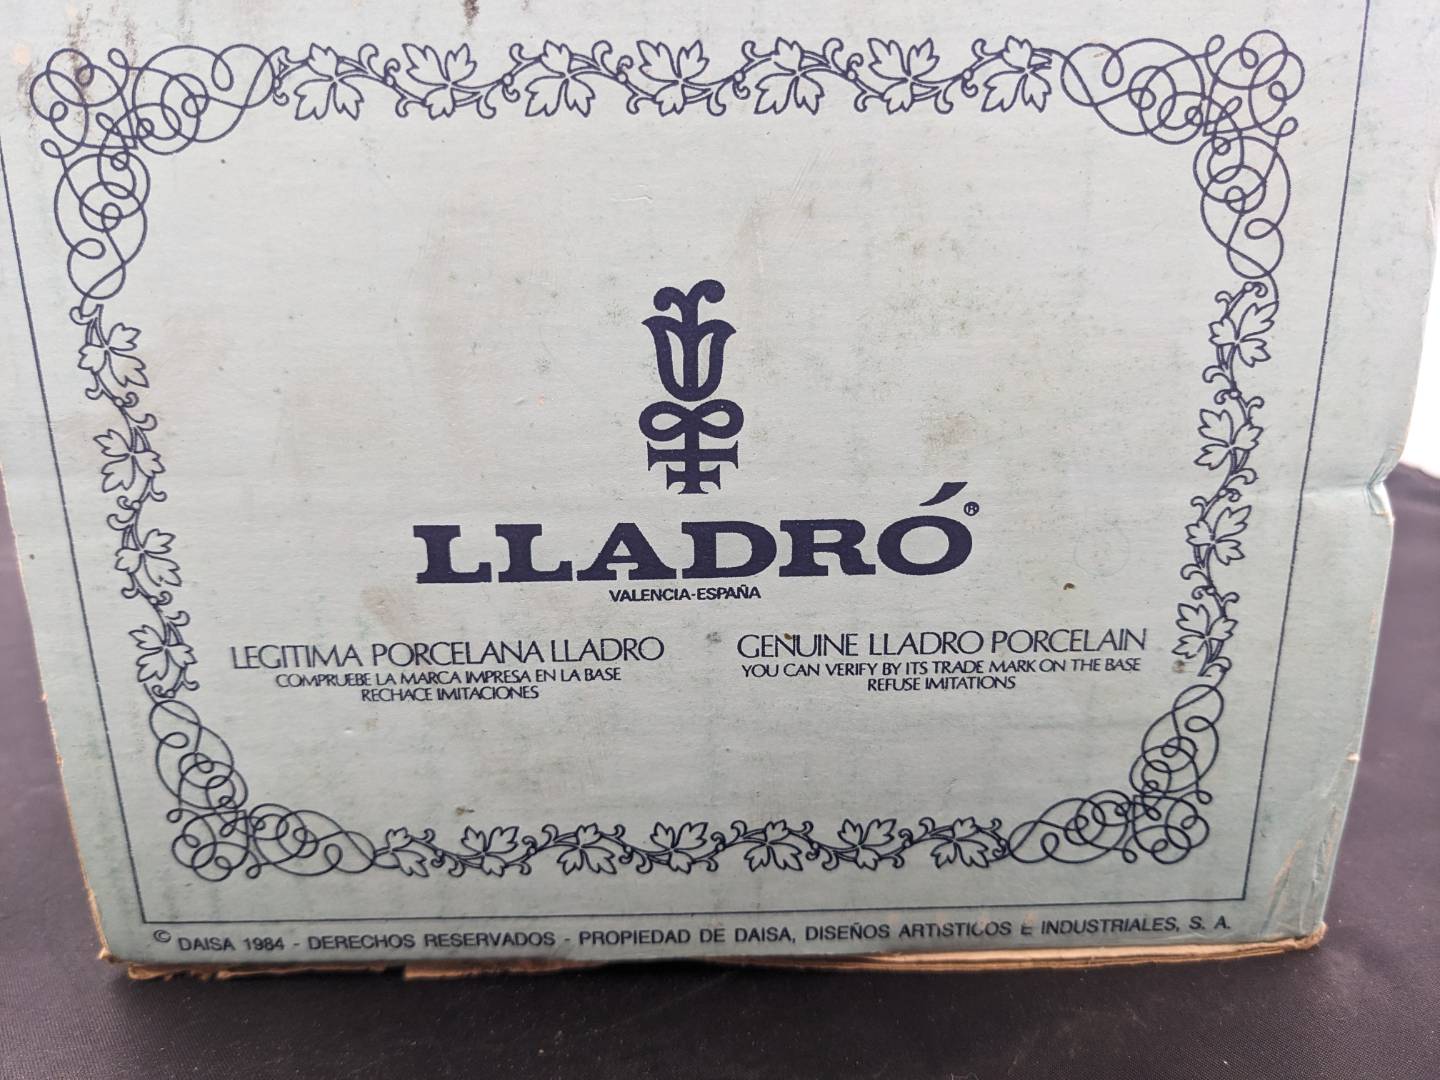 LLADRÓ®
VALENCIA-ESPAÑA
LEGITIMA PORCELANA LLADRO
COMPRUEBE LA MARCA IMPRESA EN LA BASE
RECHACE IMITACIONES
GENUINE LLADRO PORCELAIN
YOU CAN VERIFY BY ITS TRADE MARK ON THE BASE
REFUSE IMITATIONS
© DAISA 1984 - DERECHOS RESERVADOS - PROPIEDAD DE DAISA, DISEÑOS ARTISTICOS E INDUSTRIALES, S. A.